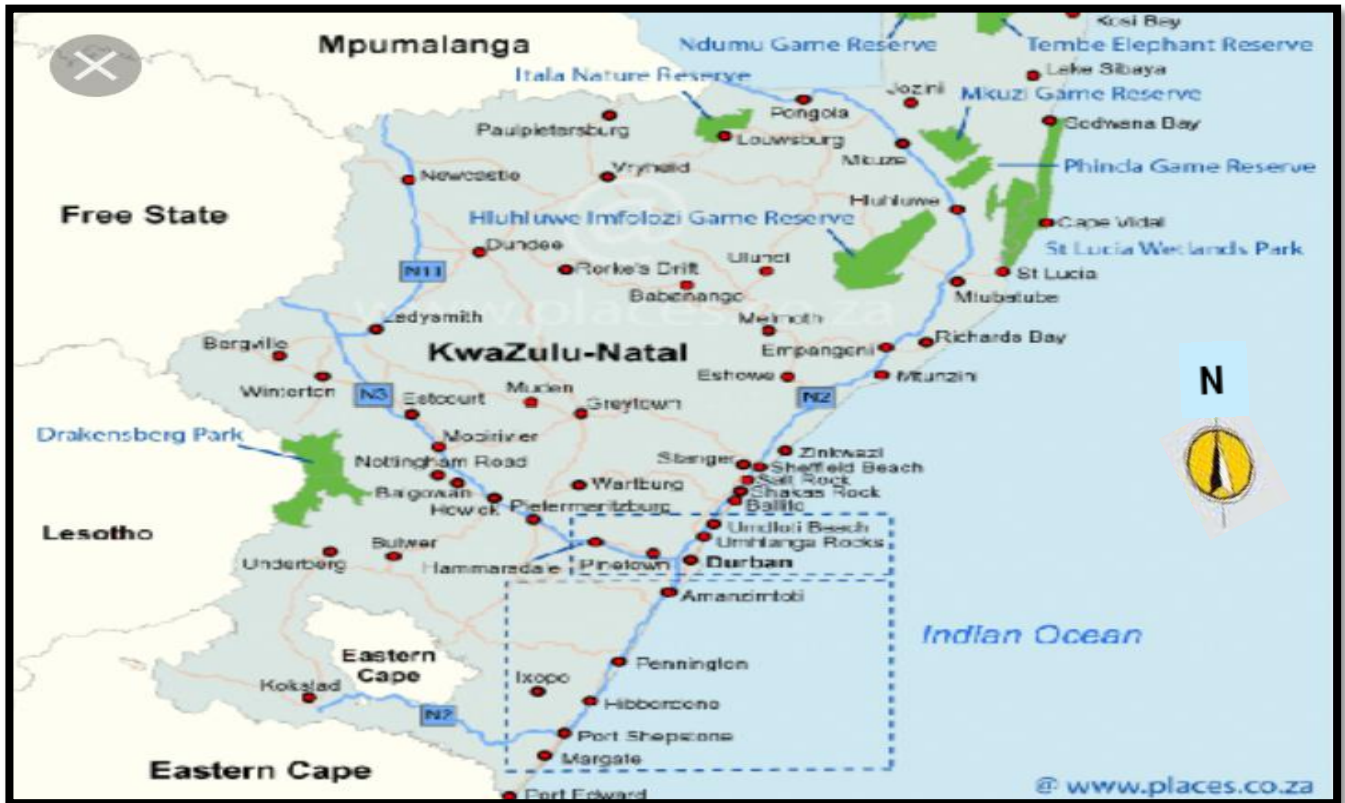 Kosi Bay
Mpumalanga
Ndumu Game Reserve
Tembe Elephant Reserve
Itala Nature Reserve
Lake Sibaya
Jozini
Mkuzi Game Reserve
Pongola
Paulpietersburg
Sodwana Bay
Louwsburg
Mkuze
Phinda Game Reserve
Vryheid
Newcastle
Free State
Hluhluwe
Hluhluwe Imfolozi Game Reserve
Cape Vidal
Dundee
St Lucia Wetlands Park
Ulundi
Rorke's Drift
N11
St Lucia
Babanango
Mtubatube
www.places.co.za
Ladysmith
Melmoth
Richards Bay
Bergville
KwaZulu-Natal
Empangeni
Eshowe
Mtunzini
N
Winterton
N3
Muden
N2
Estcourt
Greytown
Drakensberg Park
Mooirivier
Zinkwazi
Stanger
Nottingham Road
Sheffield Beach
Salt Rock
Wartburg
Shakas Rock
Balgowan
Ballito
Howick
Pietermaritzburg
Lesotho
Umdloti Beach
Umhlanga Rocks
Bulwer
Underberg
Hammarsdale
Pinetown
Durban
Amanzimtoti
Indian Ocean
Eastern
Cape
Pennington
Ixopo
Kokstad
Hibberdene
N2
Port Shepstone
Margate
Eastern Cape
@ www.places.co.za
Port Edward